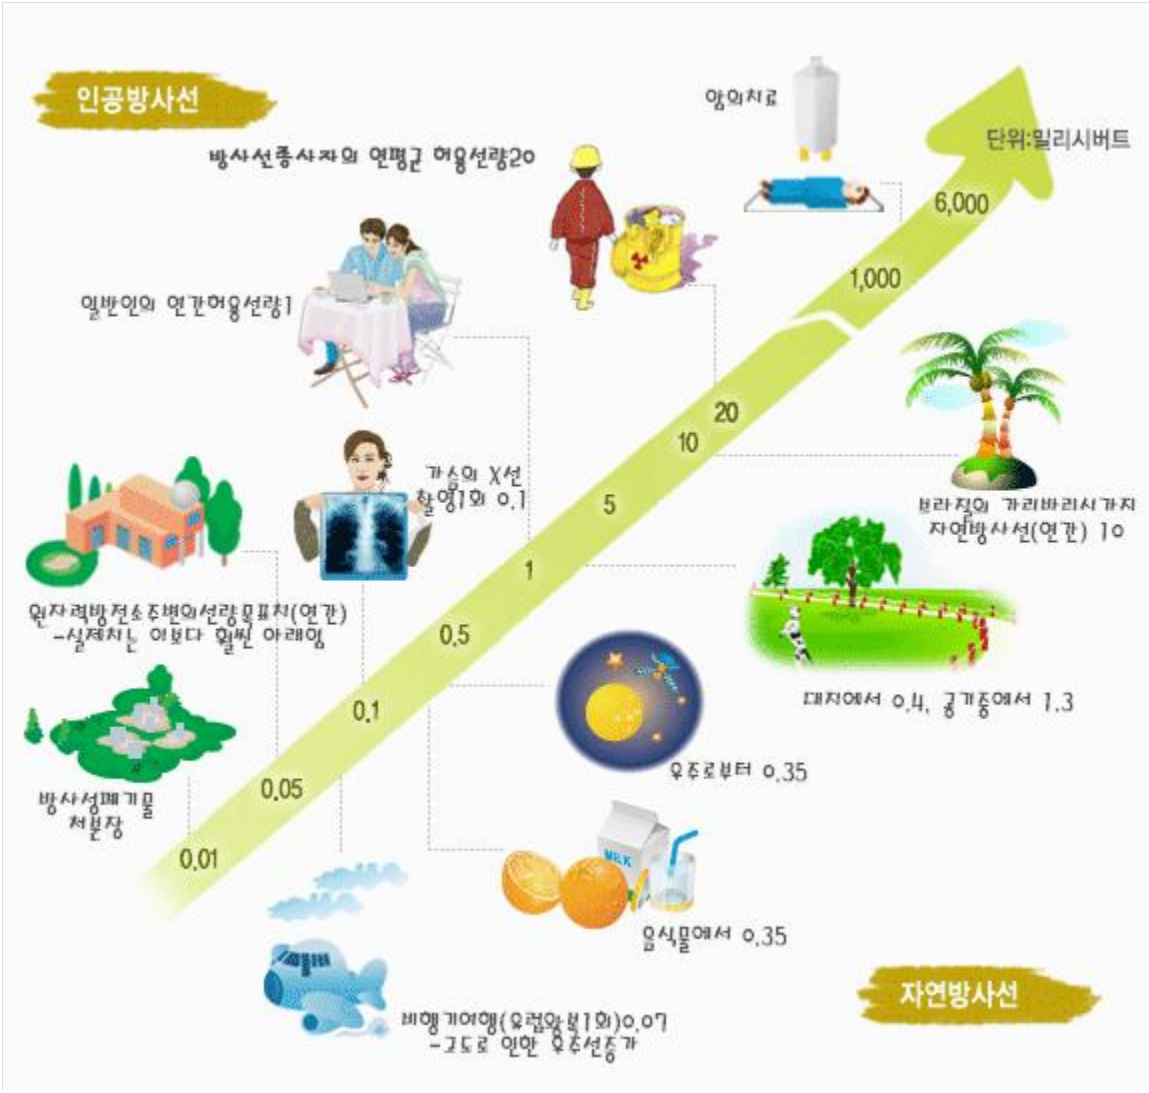 인공방사선
암의치료
단위:밀리시버트
방사선종사자의 연평균 허용선량20
6,000
1,000
일반인의 연간허용선량1
20
10
가슴의 X선
촬영1회 0.1
5
브라질의 가리바리시가지
자연방사선(연간) 10
1
원자력발전소주변의선량목표치(연간)
-실제치는 이보다 훨씬 아래임
0.5
대지에서 0.4, 공기중에서 1.3
0.1
우주로부터 0.35
방사성폐기물
처분장
0.05
0.01
MILK
음식물에서 0.35
자연방사선
비행기여행(유럽왕복1회)0.07
-고도로 인한 우주선증가